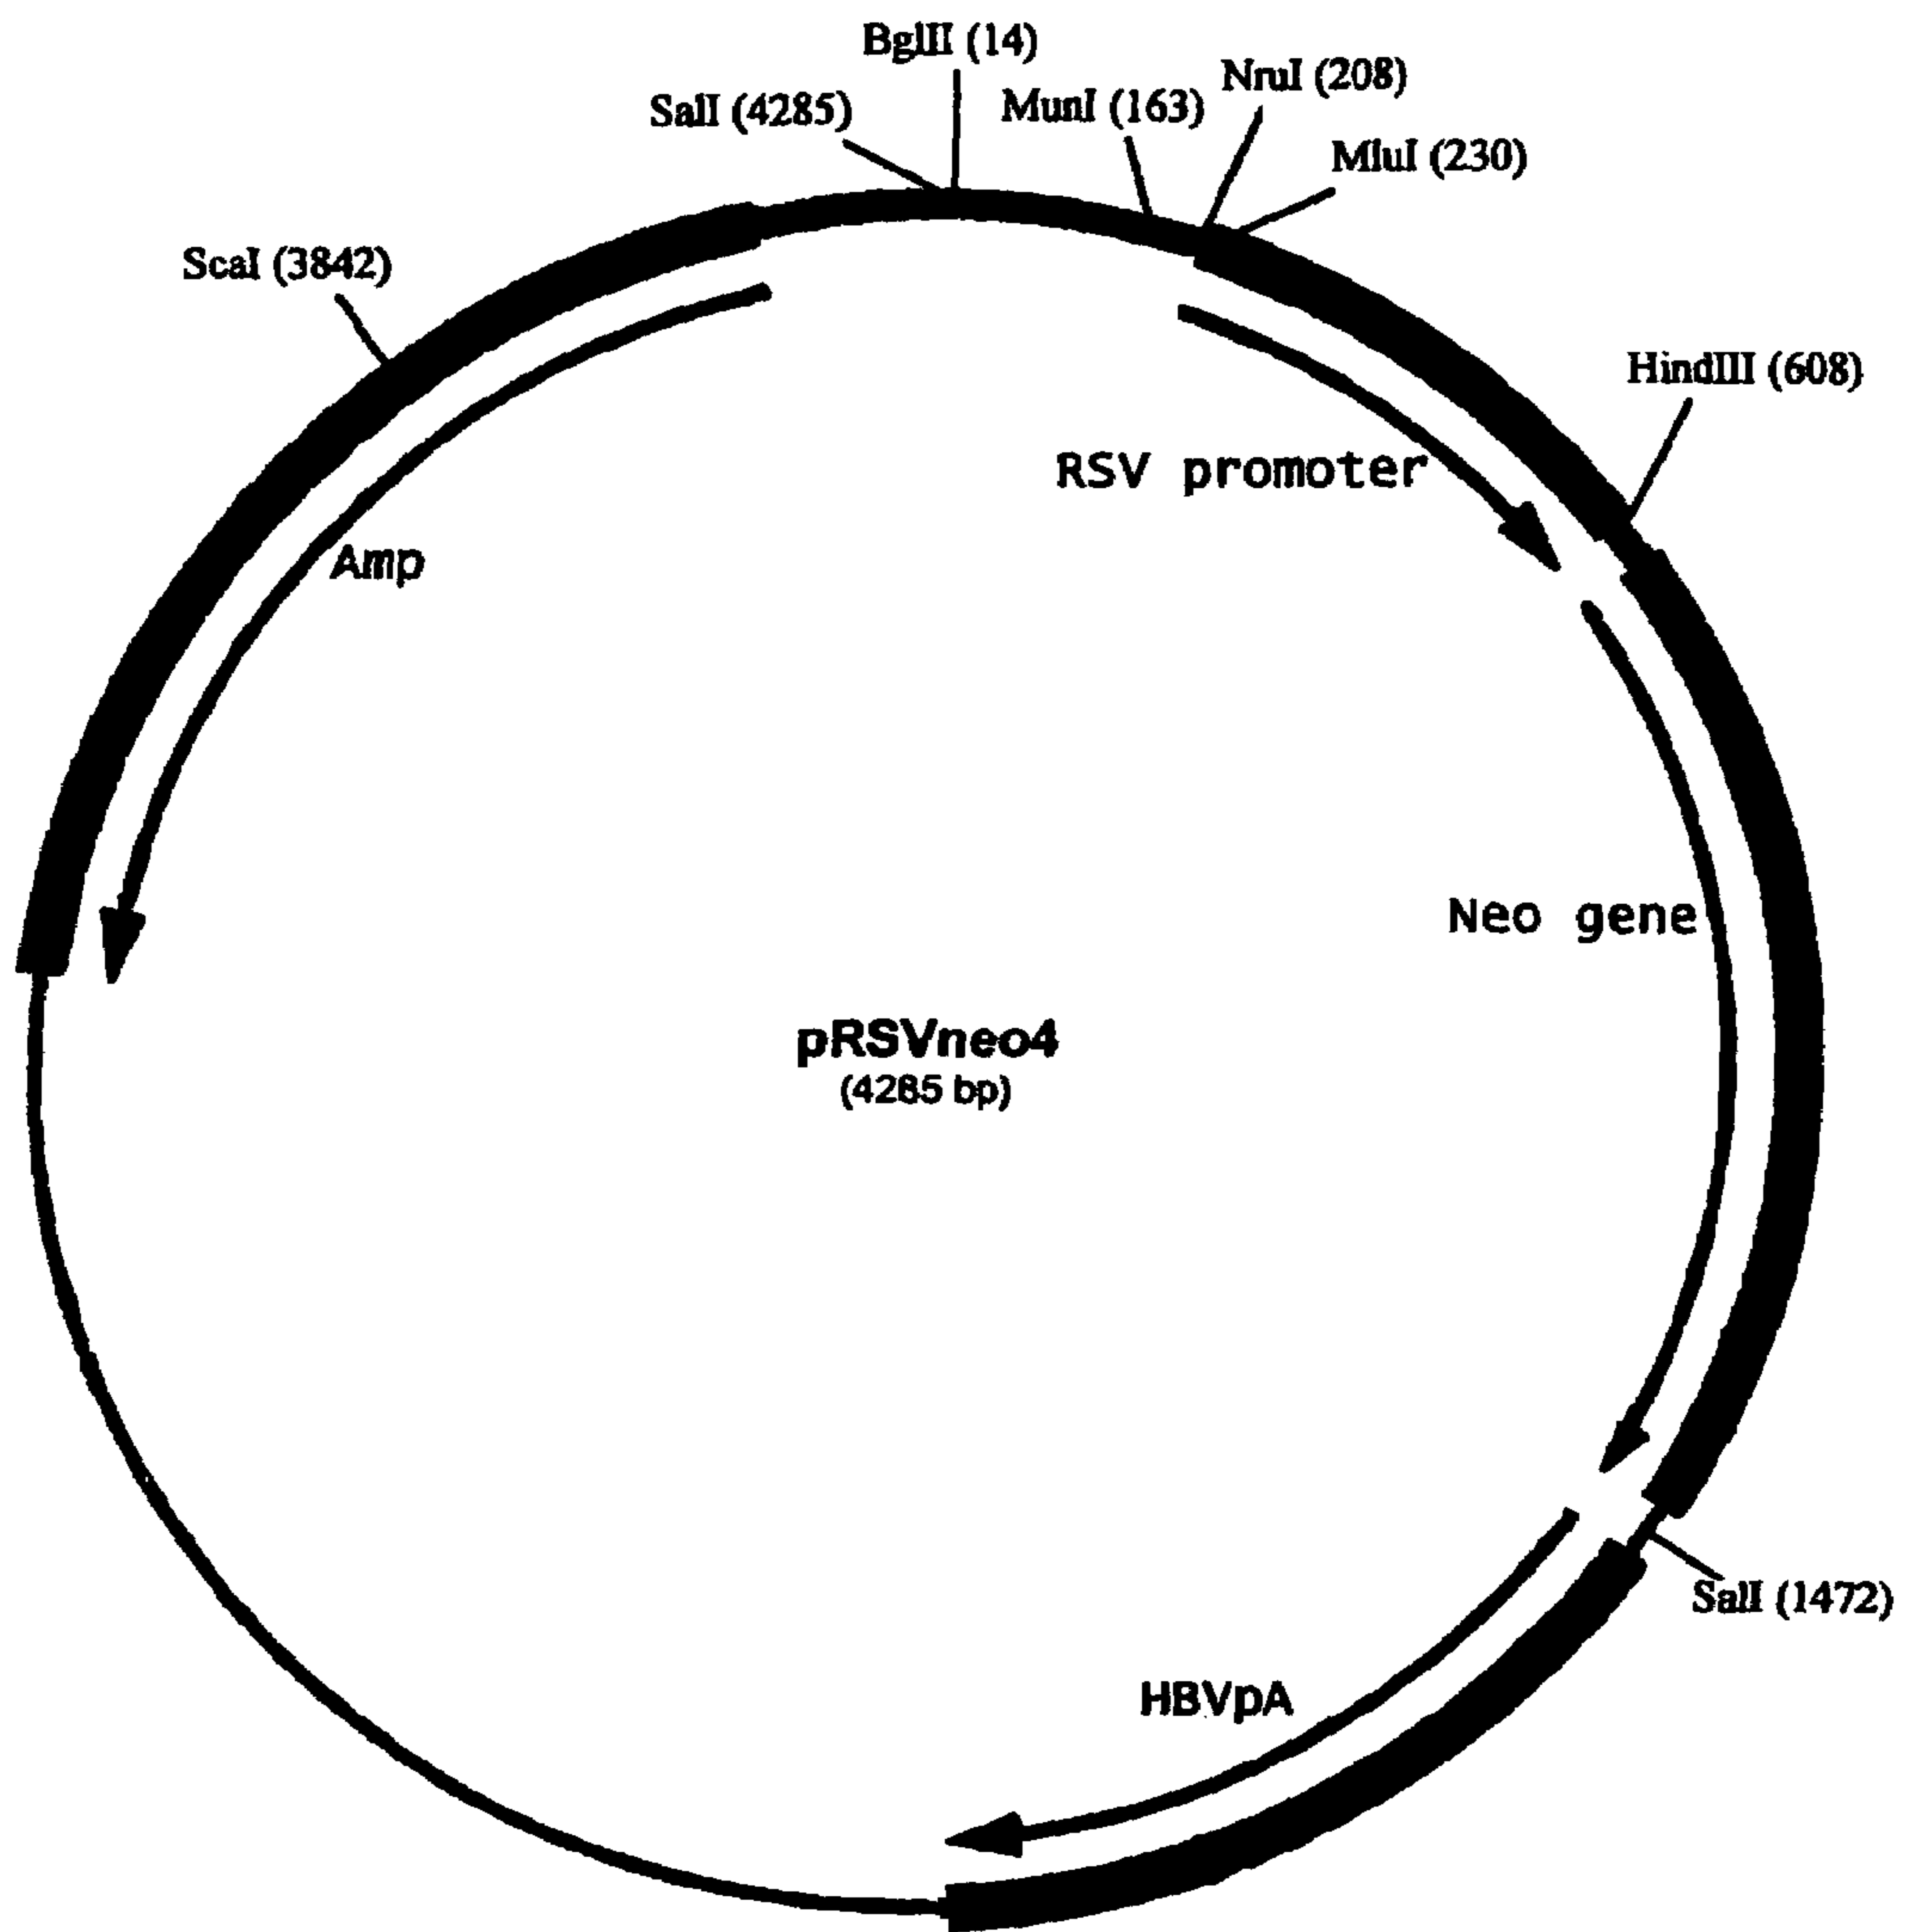 BglII (14)
NruI (208)
SalI (4285)
MunI (163)
MluI (230)
ScaI (3842)
HindIII (608)
RSV promoter
Amp
Neo gene
pRSVneo4
(4285 bp)
SalI (1472)
HBVpA